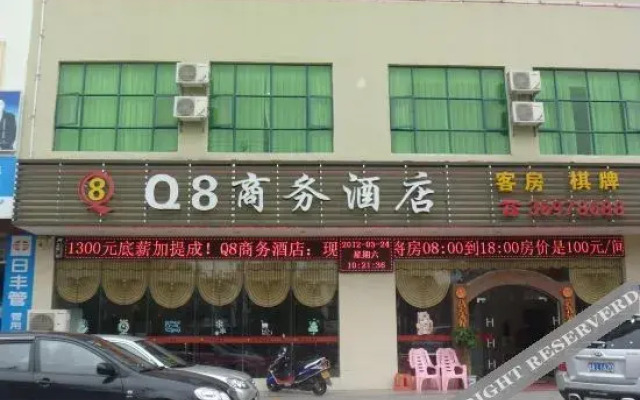 8
Q8商务酒店
客房 棋牌
1300元底薪加提成！Q8商务酒店：现
2012-03-24
星期六
10:21:36
将房08:00到18:00房价是100元/间
日丰管
RIGHT RESERVED